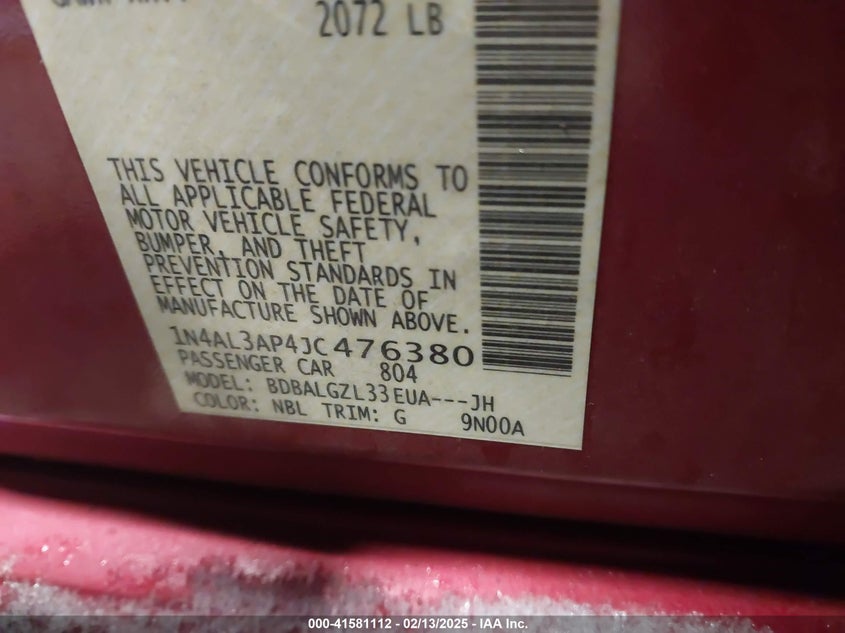 2072 LB
THIS VEHICLE CONFORMS TO
ALL APPLICABLE FEDERAL
MOTOR VEHICLE SAFETY,
BUMPER, AND THEFT
PREVENTION STANDARDS IN
EFFECT ON THE DATE OF
MANUFACTURE SHOWN ABOVE.
1N4AL3AP4JC476380
PASSENGER CAR 804
MODEL: BDBALGZL33EUA---JH
COLOR: NBL TRIM: G 9N00A
000-41581112 - 02/13/2025 - IAA Inc.